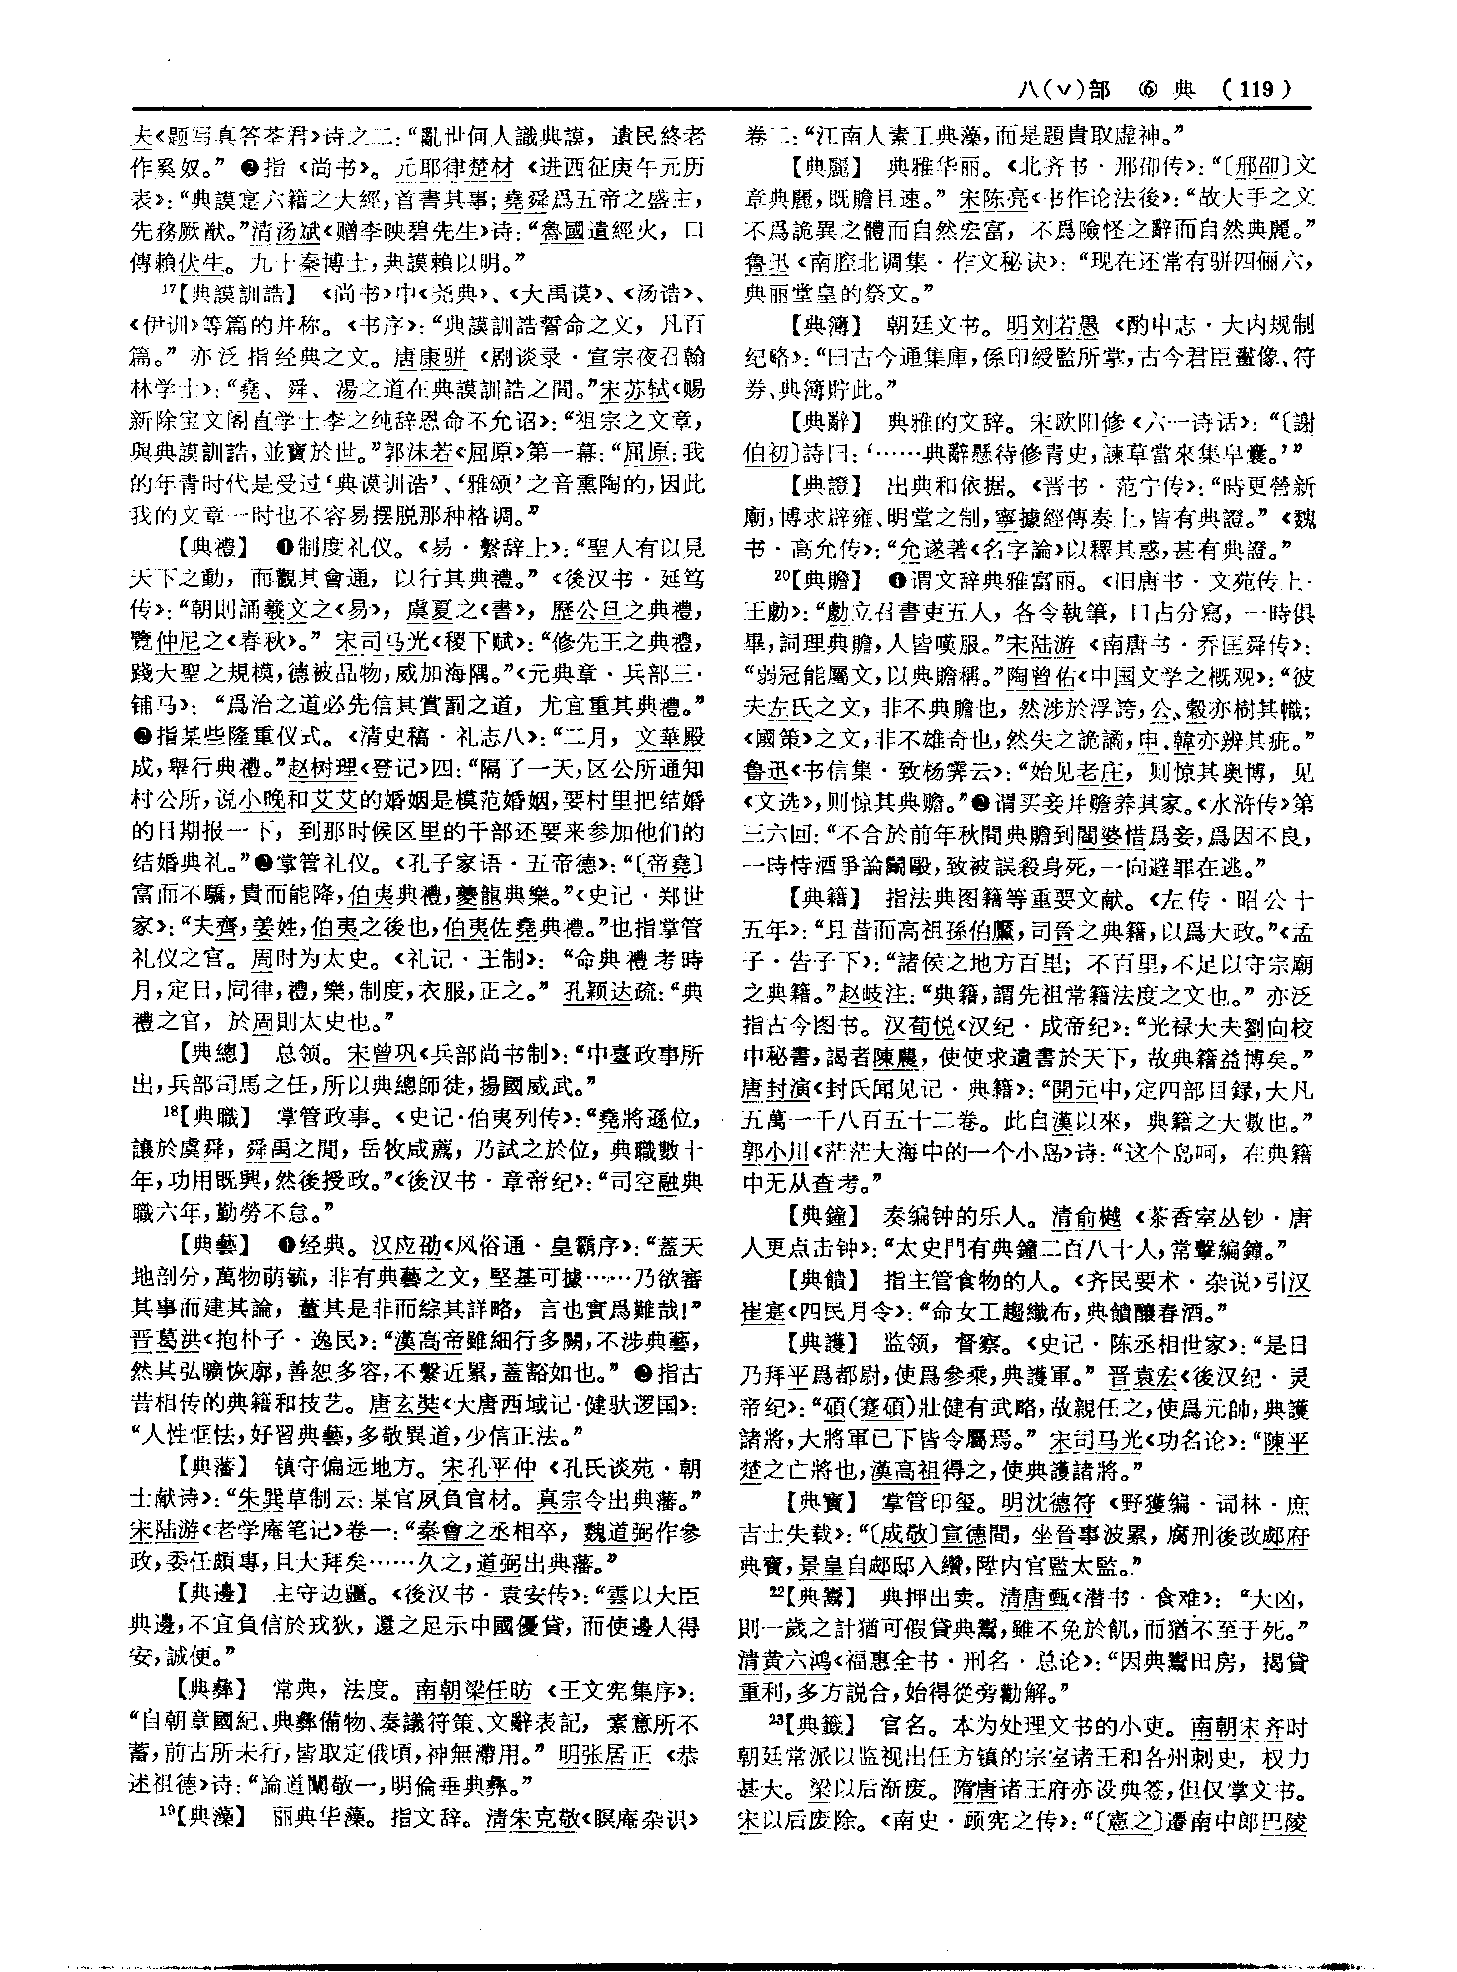 八(丷)部 ⑥ 典 (119)
夫《题写真答荅君》诗之二：“亂世何人識典謨，遺民終老
作奚奴。” ❷指《尚书》。元耶律楚材《进西征庚午元历
表》：“典謨寔六籍之大經，首書其事；堯舜爲五帝之盛主，
先務厥猷。”清汤斌《赠李映碧先生》诗：“魯國遺經火，口
傳賴伏生。九十秦博士，典謨賴以明。”
¹⁷【典謨訓誥】 《尚书》中《尧典》、《大禹谟》、《汤诰》、
《伊训》等篇的并称。《书序》：“典謨訓誥誓命之文，凡百
篇。” 亦泛指经典之文。唐康骈《剧谈录·宣宗夜召翰
林学士》：“堯、舜、湯之道在典謨訓誥之間。”宋苏轼《赐
新除宝文阁直学士李之纯辞恩命不允诏》：“祖宗之文章，
與典謨訓誥，並寶於世。”郭沫若《屈原》第一幕：“屈原：我
的年青时代是受过‘典谟训诰’、‘雅颂’之音熏陶的，因此
我的文章一时也不容易摆脱那种格调。”
【典禮】 ❶制度礼仪。《易·繫辞上》：“聖人有以見
天下之動，而觀其會通，以行其典禮。”《後汉书·延笃
传》：“朝則誦羲文之《易》，虞夏之《書》，歷公旦之典禮，
覽仲尼之《春秋》。” 宋司马光《稷下赋》：“修先王之典禮，
踐大聖之規模，德被品物，威加海隅。”《元典章·兵部三·
铺马》：“爲治之道必先信其賞罰之道，尤宜重其典禮。”
❷指某些隆重仪式。《清史稿·礼志八》：“二月，文華殿
成，舉行典禮。”赵树理《登记》四：“隔了一天，区公所通知
村公所，说小晚和艾艾的婚姻是模范婚姻，要村里把结婚
的日期报一下，到那时候区里的干部还要来参加他们的
结婚典礼。”❸掌管礼仪。《孔子家语·五帝德》：“〔帝堯〕
富而不驕，貴而能降，伯夷典禮，夔龍典樂。”《史记·郑世
家》：“夫齊，姜姓，伯夷之後也，伯夷佐堯典禮。”也指掌管
礼仪之官。周时为太史。《礼记·王制》：“命典禮考時
月，定日，同律，禮，樂，制度，衣服，正之。” 孔颖达疏：“典
禮之官，於周則太史也。”
【典總】 总领。宋曾巩《兵部尚书制》：“中臺政事所
出，兵部司馬之任，所以典總師徒，揚國威武。”
¹⁸【典職】 掌管政事。《史记·伯夷列传》：“堯將遜位，
讓於虞舜，舜禹之間，岳牧咸薦，乃試之於位，典職數十
年，功用既興，然後授政。”《後汉书·章帝纪》：“司空融典
職六年，勤勞不怠。”
【典藝】 ❶经典。汉应劭《风俗通·皇霸序》：“蓋天
地剖分，萬物萌毓，非有典藝之文，堅基可據……乃欲審
其事而建其論，董其是非而綜其詳略，言也實爲難哉！”
晋葛洪《抱朴子·逸民》：“漢高帝雖細行多闕，不涉典藝，
然其弘曠恢廓，善恕多容，不繫近累，蓋豁如也。” ❷指古
昔相传的典籍和技艺。唐玄奘《大唐西域记·健驮逻国》：
“人性恇怯，好習典藝，多敬異道，少信正法。”
【典藩】 镇守偏远地方。宋孔平仲《孔氏谈苑·朝
士献诗》：“朱巽草制云：某官夙負官材。真宗令出典藩。”
宋陆游《老学庵笔记》卷一：“秦會之丞相卒，魏道弼作參
政，委任頗專，且大拜矣……久之，道弼出典藩。”
【典邊】 主守边疆。《後汉书·袁安传》：“雲以大臣
典邊，不宜負信於戎狄，還之足示中國優貸，而使邊人得
安，誠便。”
【典彝】 常典，法度。南朝梁任昉《王文宪集序》：
“自朝章國紀、典彝備物、奏議符策、文辭表記，素意所不
蓄，前古所未行，皆取定俄頃，神無滯用。” 明张居正《恭
述祖德》诗：“論道闡敬一，明倫垂典彝。”
¹⁹【典藻】 丽典华藻。指文辞。清朱克敬《瞑庵杂识》
卷二：“江南人素工典藻，而是題貴取虛神。”
【典麗】 典雅华丽。《北齐书·邢卲传》：“〔邢卲〕文
章典麗，既贍且速。” 宋陈亮《书作论法後》：“故大手之文
不爲詭異之體而自然宏富，不爲險怪之辭而自然典麗。”
鲁迅《南腔北调集·作文秘诀》：“现在还常有骈四俪六，
典丽堂皇的祭文。”
【典簿】 朝廷文书。明刘若愚《酌中志·大内规制
纪略》：“曰古今通集庫，係印綬監所掌，古今君臣畫像、符
券、典簿貯此。”
【典辭】 典雅的文辞。宋欧阳修《六一诗话》：“〔謝
伯初〕詩曰：‘……典辭懸待修青史，諫草當來集皁囊。’”
【典證】 出典和依据。《晋书·范宁传》：“時更營新
廟，博求辟雍、明堂之制，寧據經傳奏上，皆有典證。”《魏
书·高允传》：“允遂著《名字論》以釋其惑，甚有典證。”
²⁰【典贍】 ❶谓文辞典雅富丽。《旧唐书·文苑传上·
王勮》：“勮立召書吏五人，各令執筆，口占分寫，一時俱
畢，詞理典贍，人皆嘆服。”宋陆游《南唐书·乔匡舜传》：
“弱冠能屬文，以典贍稱。”陶曾佑《中国文学之概观》：“彼
夫左氏之文，非不典贍也，然涉於浮誇，公、穀亦樹其幟；
《國策》之文，非不雄奇也，然失之詭譎，申、韓亦辨其疵。”
鲁迅《书信集·致杨霁云》：“始见老庄，则惊其奥博，见
《文选》，则惊其典赡。”❷谓买妾并赡养其家。《水浒传》第
三六回：“不合於前年秋間典贍到閻婆惜爲妾，爲因不良，
一時恃酒爭論鬭毆，致被誤殺身死，一向避罪在逃。”
【典籍】 指法典图籍等重要文献。《左传·昭公十
五年》：“且昔而高祖孫伯黶，司晉之典籍，以爲大政。”《孟
子·告子下》：“諸侯之地方百里；不百里，不足以守宗廟
之典籍。”赵岐注：“典籍，謂先祖常籍法度之文也。” 亦泛
指古今图书。汉荀悦《汉纪·成帝纪》：“光禄大夫劉向校
中秘書，謁者陳農，使使求遺書於天下，故典籍益博矣。”
唐封演《封氏闻见记·典籍》：“開元中，定四部目録，大凡
五萬一千八百五十二卷。此自漢以來，典籍之大數也。”
郭小川《茫茫大海中的一个小岛》诗：“这个岛呵，在典籍
中无从查考。”
【典鐘】 奏编钟的乐人。清俞樾《茶香室丛钞·唐
人更点击钟》：“太史門有典鐘二百八十人，常擊編鐘。”
【典饋】 指主管食物的人。《齐民要术·杂说》引汉
崔寔《四民月令》：“命女工趨織布，典饋釀春酒。”
【典護】 监领，督察。《史记·陈丞相世家》：“是日
乃拜平爲都尉，使爲參乘，典護軍。” 晋袁宏《後汉纪·灵
帝纪》：“碩(蹇碩)壯健有武略，故親任之，使爲元帥，典護
諸將，大將軍已下皆令屬焉。” 宋司马光《功名论》：“陳平
楚之亡將也，漢高祖得之，使典護諸將。”
【典寶】 掌管印玺。明沈德符《野獲编·词林·庶
吉士失载》：“〔成敬〕宣德間，坐晉事波累，腐刑後改郕府
典寶，景皇自郕邸入纘，陞内官監太監。”
²²【典鬻】 典押出卖。清唐甄《潜书·食难》：“大凶，
則一歲之計猶可假貸典鬻，雖不免於飢，而猶不至于死。”
清黄六鸿《福惠全书·刑名·总论》：“因典鬻田房，揭貸
重利，多方説合，始得從旁勸解。”
²³【典籤】 官名。本为处理文书的小吏。南朝宋齐时
朝廷常派以监视出任方镇的宗室诸王和各州刺史，权力
甚大。梁以后渐废。隋唐诸王府亦设典签，但仅掌文书。
宋以后废除。《南史·顾宪之传》：“〔憲之〕遷南中郎巴陵